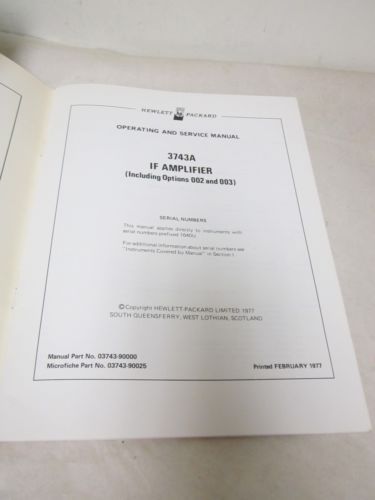 HEWLETT PACKARD
OPERATING AND SERVICE MANUAL
3743A
IF AMPLIFIER
(Including Options 002 and 003)
SERIAL NUMBERS
This manual applies directly to instruments with
serial numbers prefixed 1640U.
For additional information about serial numbers see
"Instruments Covered by Manual" in Section I.
©Copyright HEWLETT-PACKARD LIMITED 1977
SOUTH QUEENSFERRY, WEST LOTHIAN, SCOTLAND
Manual Part No. 03743-90000
Microfiche Part No. 03743-90025
Printed FEBRUARY 1977